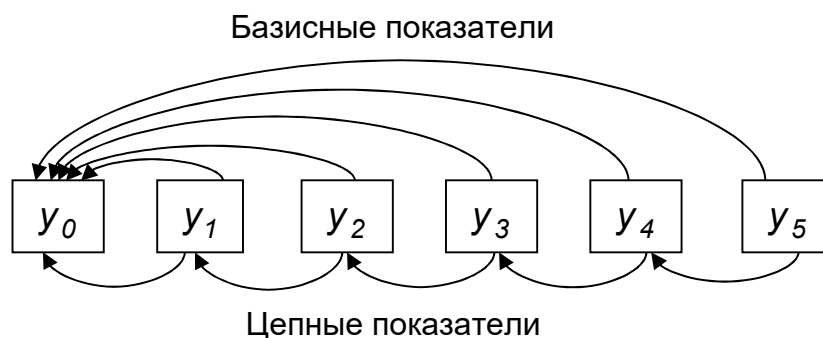 Базисные показатели
y0 y1 y2 y3 y4 y5
Цепные показатели